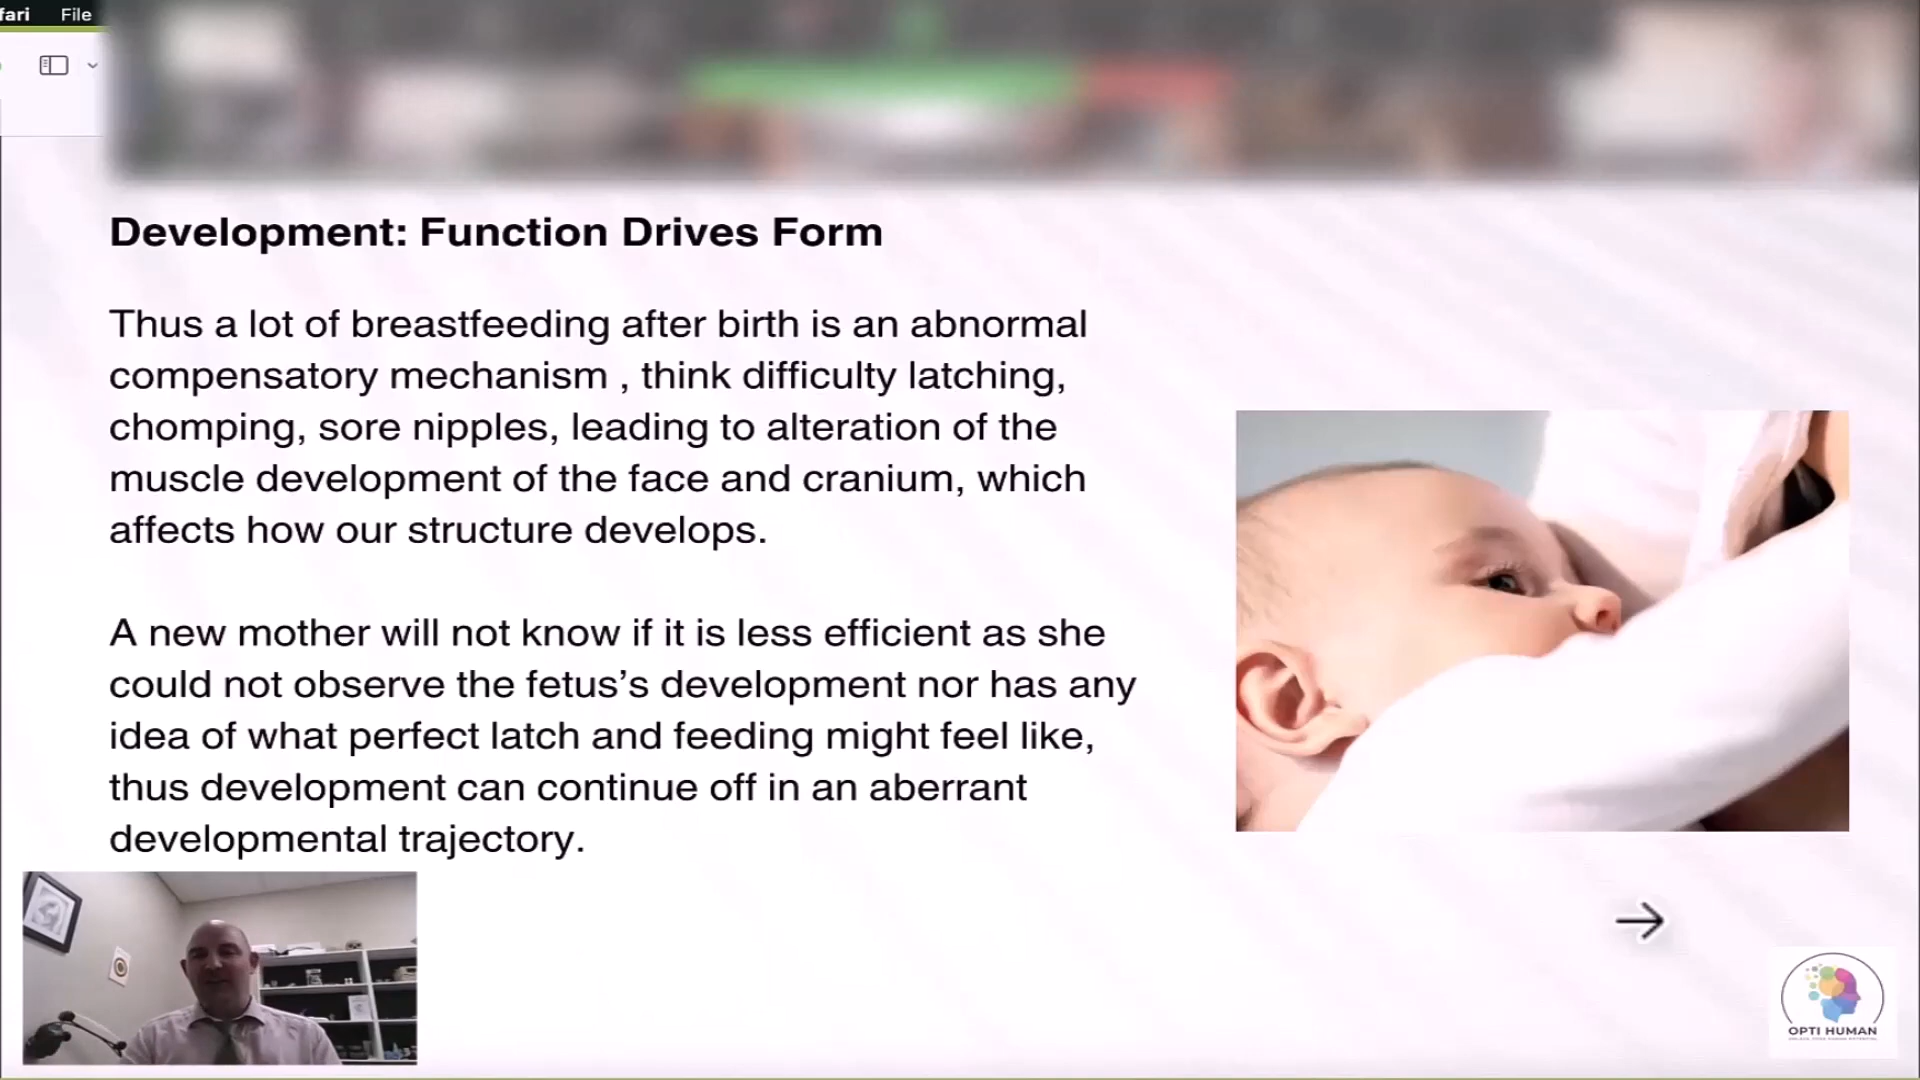 fari File
Development: Function Drives Form
Thus a lot of breastfeeding after birth is an abnormal
compensatory mechanism , think difficulty latching,
chomping, sore nipples, leading to alteration of the
muscle development of the face and cranium, which
affects how our structure develops.
A new mother will not know if it is less efficient as she
could not observe the fetus’s development nor has any
idea of what perfect latch and feeding might feel like,
thus development can continue off in an aberrant
developmental trajectory.
OPTI HUMAN